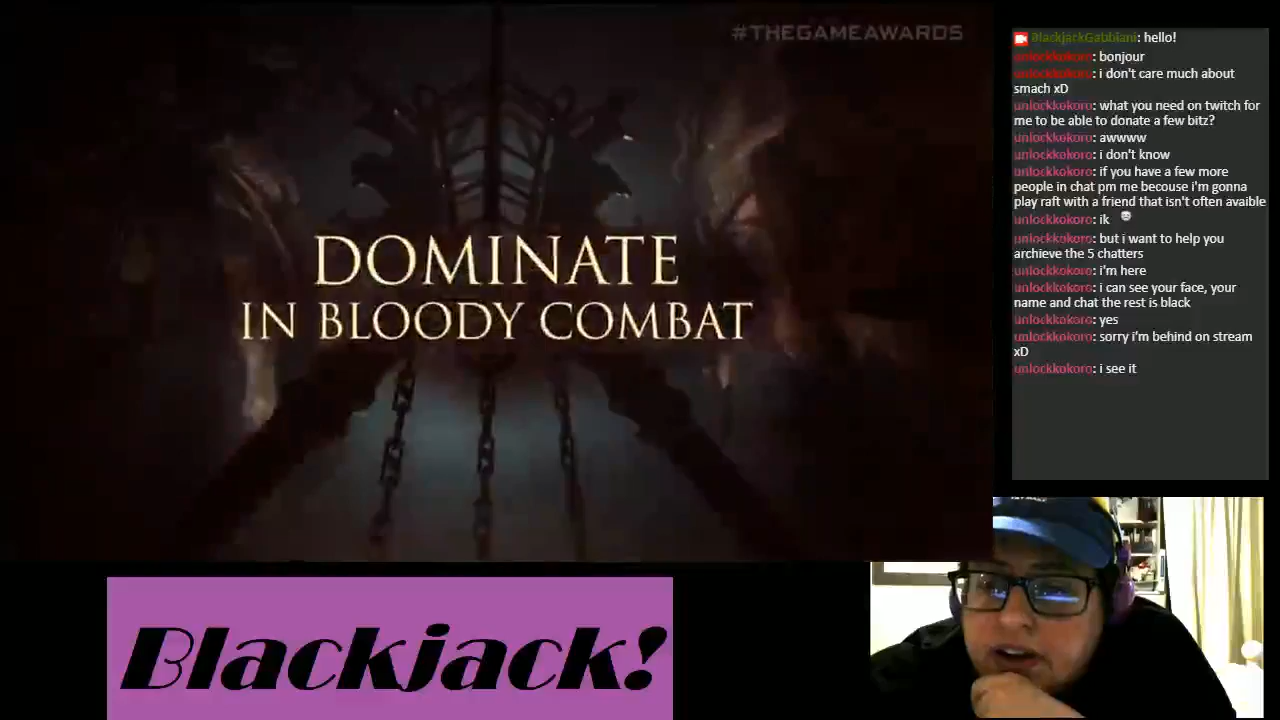 #THEGAMEAWARDS
DOMINATE
IN BLOODY COMBAT
BlackjackGabbiani: hello!
unlockkokoro: bonjour
unlockkokoro: i don't care much about
smach xD
unlockkokoro: what you need on twitch for
me to be able to donate a few bitz?
unlockkokoro: awwww
unlockkokoro: i don't know
unlockkokoro: if you have a few more
people in chat pm me becouse i'm gonna
play raft with a friend that isn't often avaible
unlockkokoro: ik
unlockkokoro: but i want to help you
archieve the 5 chatters
unlockkokoro: i'm here
unlockkokoro: i can see your face, your
name and chat the rest is black
unlockkokoro: yes
unlockkokoro: sorry i'm behind on stream
xD
unlockkokoro: i see it
Blackjack!